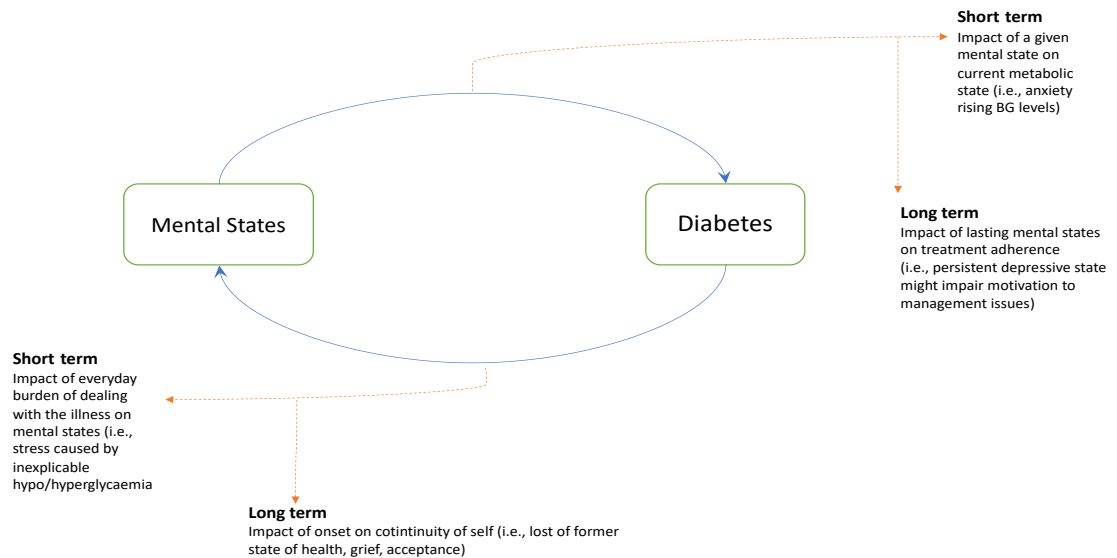 Short term
Impact of a given
mental state on
current metabolic
state (i.e., anxiety
rising BG levels)
Mental States
Diabetes
Long term
Impact of lasting mental states
on treatment adherence
(i.e., persistent depressive state
might impair motivation to
management issues)
Short term
Impact of everyday
burden of dealing
with the illness on
mental states (i.e.,
stress caused by
inexplicable
hypo/hyperglycaemia
Long term
Impact of onset on cotintinuity of self (i.e., lost of former
state of health, grief, acceptance)